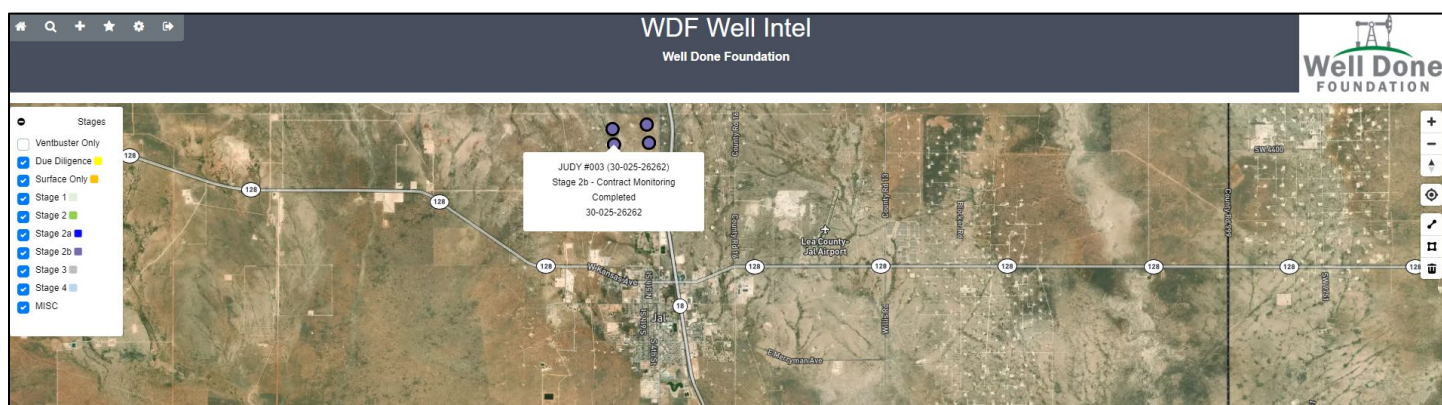 WDF Well Intel
Well Done Foundation
Well Done
FOUNDATION
Stages
Ventbuster Only
Due Diligence
Surface Only
Stage 1
Stage 2
Stage 2a
Stage 2b
Stage 3
Stage 4
MISC
JUDY #003 (30-025-26262)
Stage 2b - Contract Monitoring
Completed
30-025-26262
128
128
128
128
128
128
128
128
128
128
18
SW 4400
Lea County-
Jal Airport
W Kansas Ave
Jal
E Merryman Ave